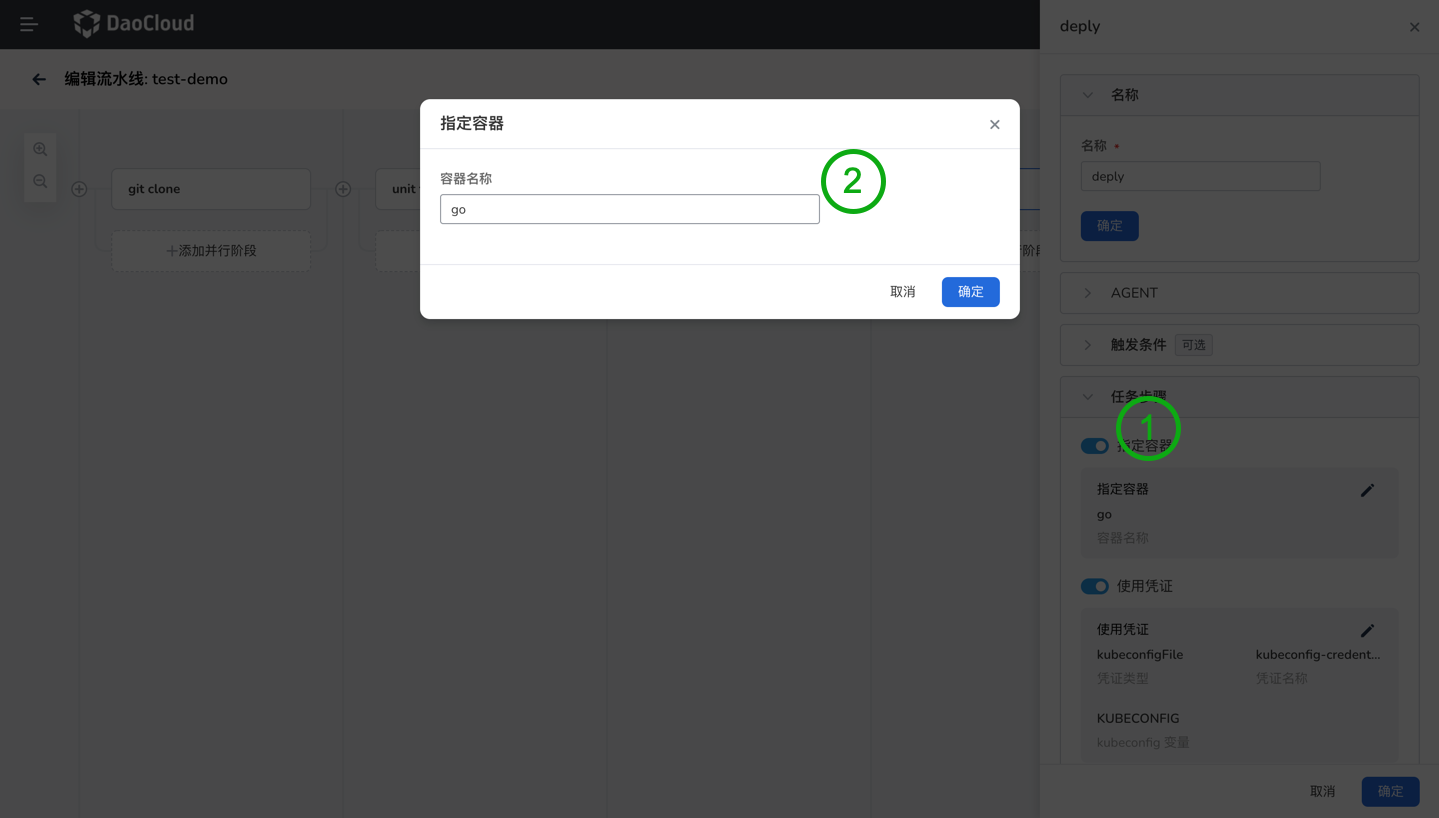 DaoCloud
编辑流水线: test-demo
git clone
添加并行阶段
unit
指定容器
容器名称
go
取消
确定
2
deply
名称
名称
deply
确定
AGENT
触发条件 可选
任务步骤
1
指定容器
指定容器
go
容器名称
使用凭证
使用凭证
kubeconfigFile kubeconfig-credent...
凭证类型 凭证名称
KUBECONFIG
kubeconfig 变量
取消
确定